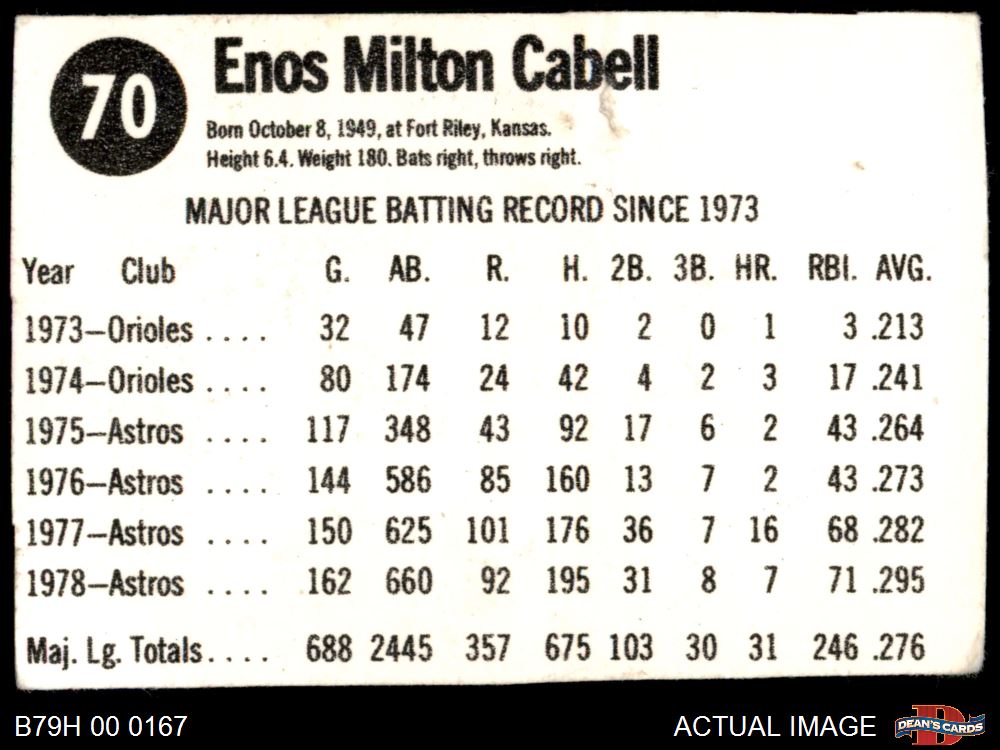 70
Enos Milton Cabell
Born October 8, 1949, at Fort Riley, Kansas.
Height 6.4. Weight 180. Bats right, throws right.
MAJOR LEAGUE BATTING RECORD SINCE 1973
Year Club G. AB. R. H. 2B. 3B. HR. RBI. AVG.
1973—Orioles .... 32 47 12 10 2 0 1 3 .213
1974—Orioles .... 80 174 24 42 4 2 3 17 .241
1975—Astros .... 117 348 43 92 17 6 2 43 .264
1976—Astros .... 144 586 85 160 13 7 2 43 .273
1977—Astros .... 150 625 101 176 36 7 16 68 .282
1978—Astros .... 162 660 92 195 31 8 7 71 .295
Maj. Lg. Totals.... 688 2445 357 675 103 30 31 246 .276
B79H 00 0167
ACTUAL IMAGE
DEAN'S CARDS